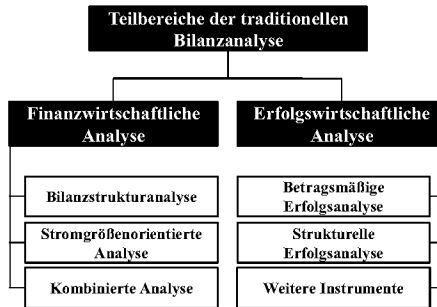 Teilbereiche der traditionellen
Bilanzanalyse
Finanzwirtschaftliche
Analyse
Erfolgswirtschaftliche
Analyse
Bilanzstrukturanalyse
Stromgrößenorientierte
Analyse
Kombinierte Analyse
Betragsmäßige
Erfolgsanalyse
Strukturelle
Erfolgsanalyse
Weitere Instrumente